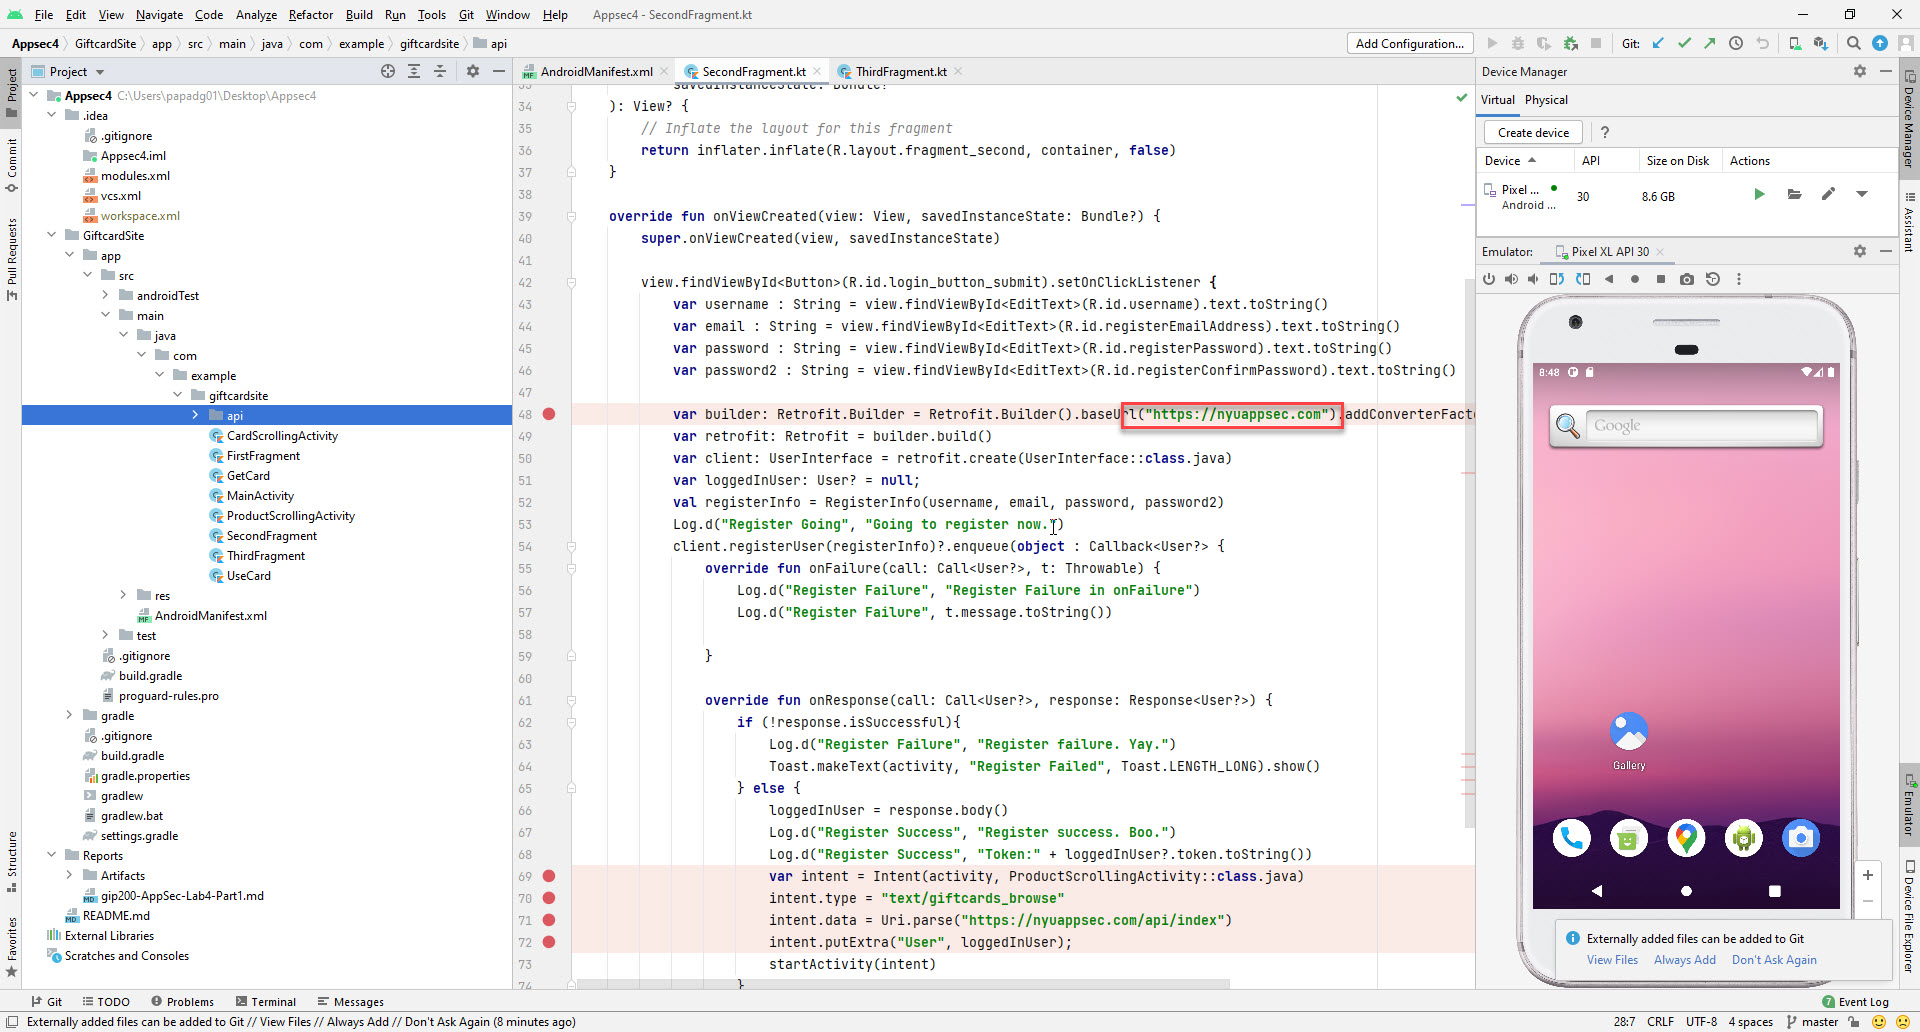 File Edit View Navigate Code Analyze Refactor Build Run Tools Git Window Help Appsec4 - SecondFragment.kt
Appsec4 GiftcardSite app src main java com example giftcardsite api Add Configuration... Git:
Project
AndroidManifest.xml SecondFragment.kt ThirdFragment.kt
Device Manager
Appsec4 C:\Users\papadg01\Desktop\Appsec4
.idea
.gitignore
Appsec4.iml
modules.xml
vcs.xml
workspace.xml
GiftcardSite
app
src
androidTest
main
java
com
example
giftcardsite
api
CardScrollingActivity
FirstFragment
GetCard
MainActivity
ProductScrollingActivity
SecondFragment
ThirdFragment
UseCard
res
AndroidManifest.xml
test
.gitignore
build.gradle
proguard-rules.pro
gradle
.gitignore
build.gradle
gradle.properties
gradlew
gradlew.bat
settings.gradle
Reports
Artifacts
gip200-AppSec-Lab4-Part1.md
README.md
External Libraries
Scratches and Consoles
Project
Commit
Pull Requests
Structure
Favorites
33 savedInstanceState: Bundle?
34 ): View? {
35 // Inflate the layout for this fragment
36 return inflater.inflate(R.layout.fragment_second, container, false)
37 }
38
39 override fun onViewCreated(view: View, savedInstanceState: Bundle?) {
40 super.onViewCreated(view, savedInstanceState)
41
42 view.findViewById<Button>(R.id.login_button_submit).setOnClickListener {
43 var username : String = view.findViewById<EditText>(R.id.username).text.toString()
44 var email : String = view.findViewById<EditText>(R.id.registerEmailAddress).text.toString()
45 var password : String = view.findViewById<EditText>(R.id.registerPassword).text.toString()
46 var password2 : String = view.findViewById<EditText>(R.id.registerConfirmPassword).text.toString()
47
48 var builder: Retrofit.Builder = Retrofit.Builder().baseUrl("https://nyuappsec.com").addConverterFacto
49 var retrofit: Retrofit = builder.build()
50 var client: UserInterface = retrofit.create(UserInterface::class.java)
51 var loggedInUser: User? = null;
52 val registerInfo = RegisterInfo(username, email, password, password2)
53 Log.d("Register Going", "Going to register now.")
54 client.registerUser(registerInfo)?.enqueue(object : Callback<User?> {
55 override fun onFailure(call: Call<User?>, t: Throwable) {
56 Log.d("Register Failure", "Register Failure in onFailure")
57 Log.d("Register Failure", t.message.toString())
58
59 }
60
61 override fun onResponse(call: Call<User?>, response: Response<User?>) {
62 if (!response.isSuccessful){
63 Log.d("Register Failure", "Register failure. Yay.")
64 Toast.makeText(activity, "Register Failed", Toast.LENGTH_LONG).show()
65 } else {
66 loggedInUser = response.body()
67 Log.d("Register Success", "Register success. Boo.")
68 Log.d("Register Success", "Token:" + loggedInUser?.token.toString())
69 var intent = Intent(activity, ProductScrollingActivity::class.java)
70 intent.type = "text/giftcards_browse"
71 intent.data = Uri.parse("https://nyuappsec.com/api/index")
72 intent.putExtra("User", loggedInUser);
73 startActivity(intent)
74 }
Virtual Physical
Create device ?
Device API Size on Disk Actions
Pixel ... 30 8.6 GB
Android ...
Emulator: Pixel XL API 30
8:48
Google
Gallery
Externally added files can be added to Git
View Files Always Add Don't Ask Again
Device Manager
Assistant
Emulator
Device File Explorer
Git TODO Problems Terminal Messages 7 Event Log
Externally added files can be added to Git // View Files // Always Add // Don't Ask Again (8 minutes ago) 28:7 CRLF UTF-8 4 spaces master